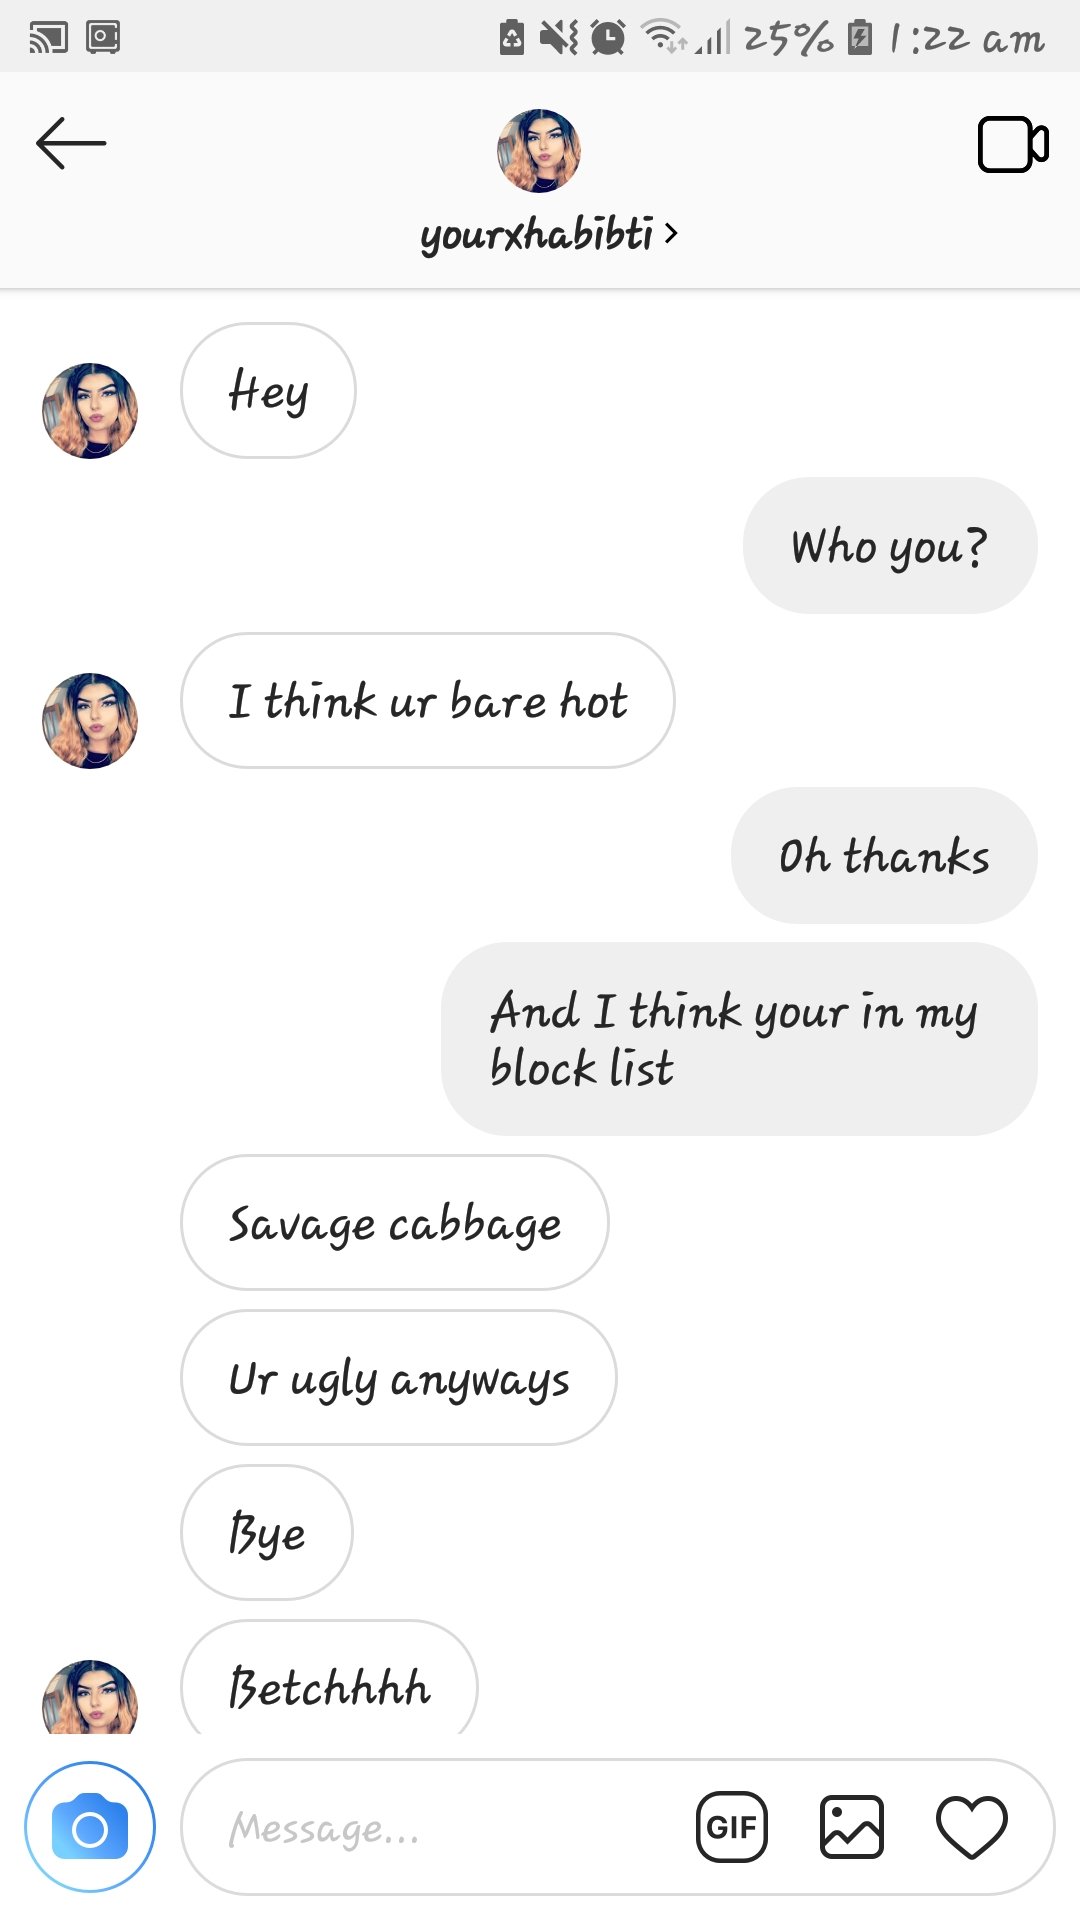 25% 1:22 am
yourxhabibti
Hey
Who you?
I think ur bare hot
Oh thanks
And I think your in my
block list
Savage cabbage
Ur ugly anyways
Bye
Betchhhh
Message...
GIF